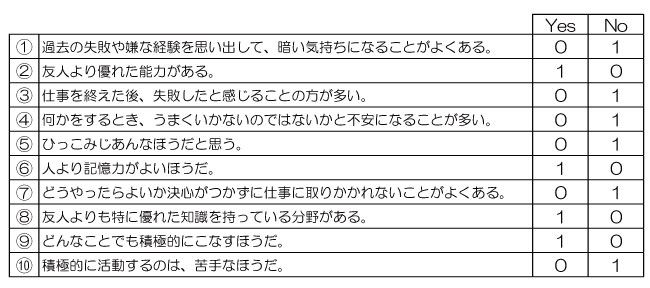 Yes No
① 過去の失敗や嫌な経験を思い出して、暗い気持ちになることがよくある。 0 1
② 友人より優れた能力がある。 1 0
③ 仕事を終えた後、失敗したと感じることの方が多い。 0 1
④ 何かをするとき、うまくいかないのではないかと不安になることが多い。 0 1
⑤ ひっこみじあんなほうだと思う。 0 1
⑥ 人より記憶力がよいほうだ。 1 0
⑦ どうやったらよいか決心がつかずに仕事に取りかかれないことがよくある。 0 1
⑧ 友人よりも特に優れた知識を持っている分野がある。 1 0
⑨ どんなことでも積極的にこなすほうだ。 1 0
⑩ 積極的に活動するのは、苦手なほうだ。 0 1